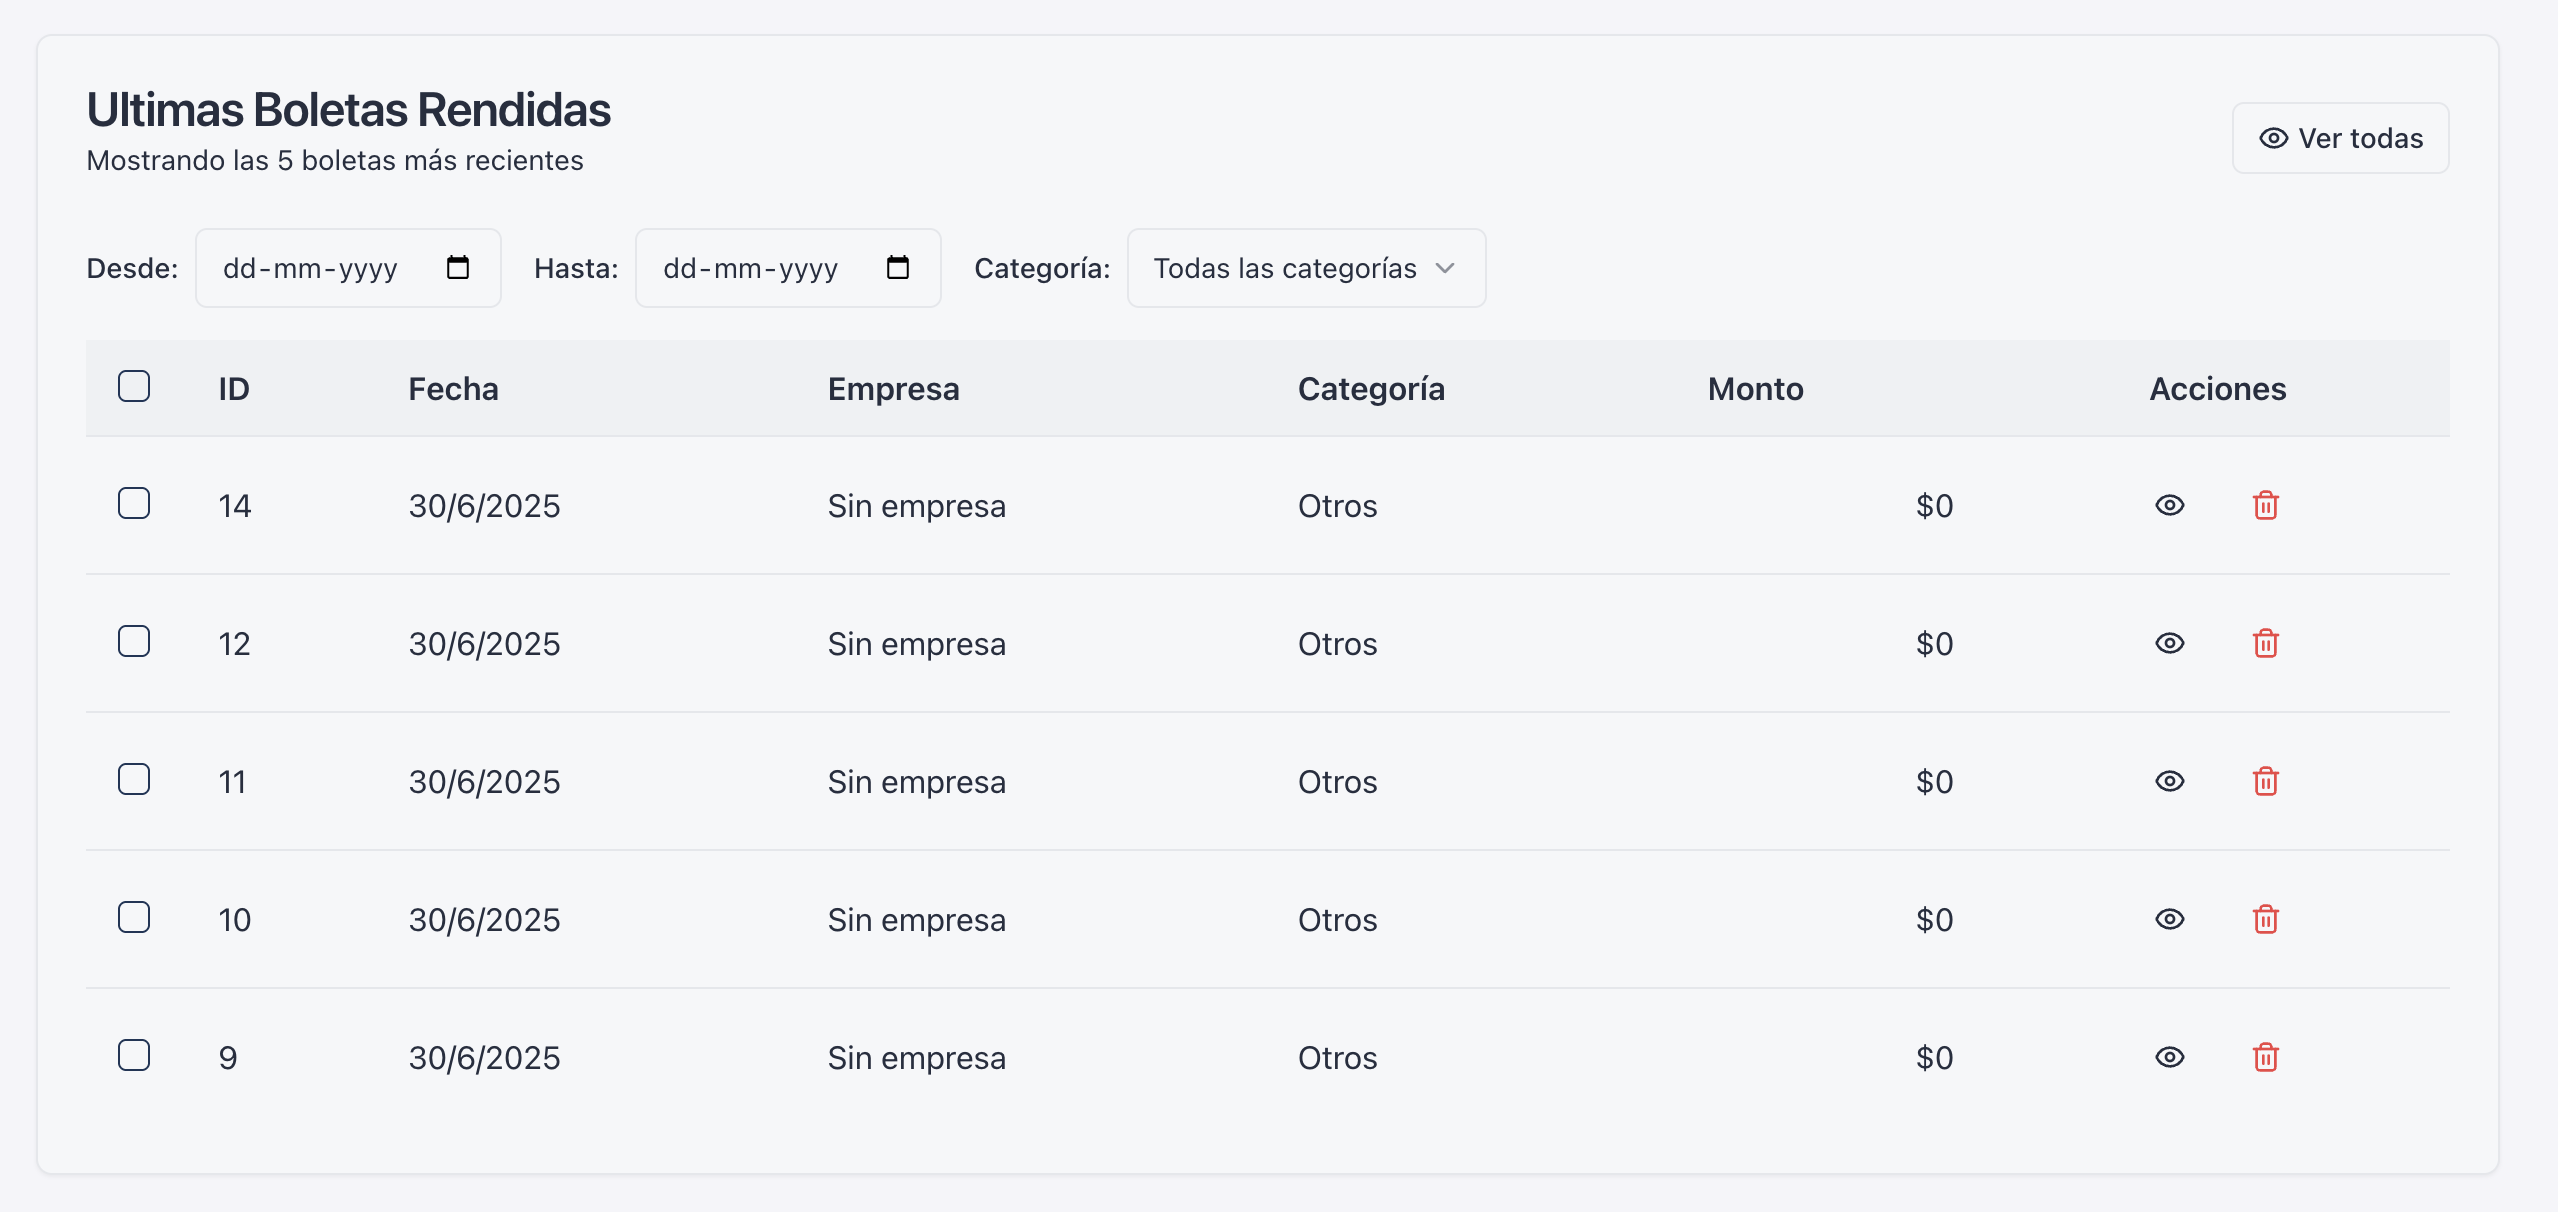 Ultimas Boletas Rendidas
Mostrando las 5 boletas más recientes
Ver todas
Desde: dd-mm-yyyy Hasta: dd-mm-yyyy Categoría: Todas las categorías
ID Fecha Empresa Categoría Monto Acciones
14 30/6/2025 Sin empresa Otros $0
12 30/6/2025 Sin empresa Otros $0
11 30/6/2025 Sin empresa Otros $0
10 30/6/2025 Sin empresa Otros $0
9 30/6/2025 Sin empresa Otros $0